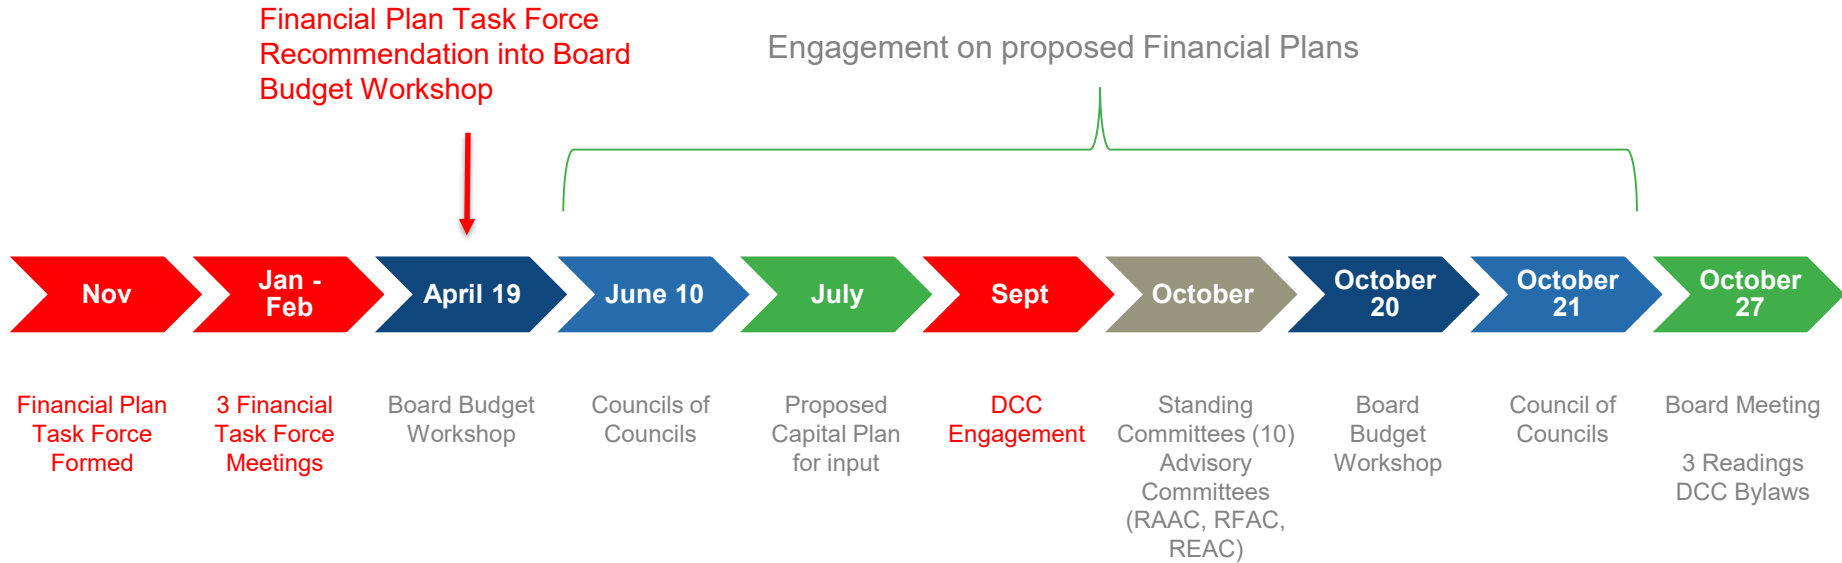 Financial Plan Task Force
Recommendation into Board
Budget Workshop
Engagement on proposed Financial Plans
Nov
Jan -
Feb
April 19
June 10
July
Sept
October
October
20
October
21
October
27
Financial Plan
Task Force
Formed
3 Financial
Task Force
Meetings
Board Budget
Workshop
Councils of
Councils
Proposed
Capital Plan
for input
DCC
Engagement
Standing
Committees (10)
Advisory
Committees
(RAAC, RFAC,
REAC)
Board
Budget
Workshop
Council of
Councils
Board Meeting
3 Readings
DCC Bylaws